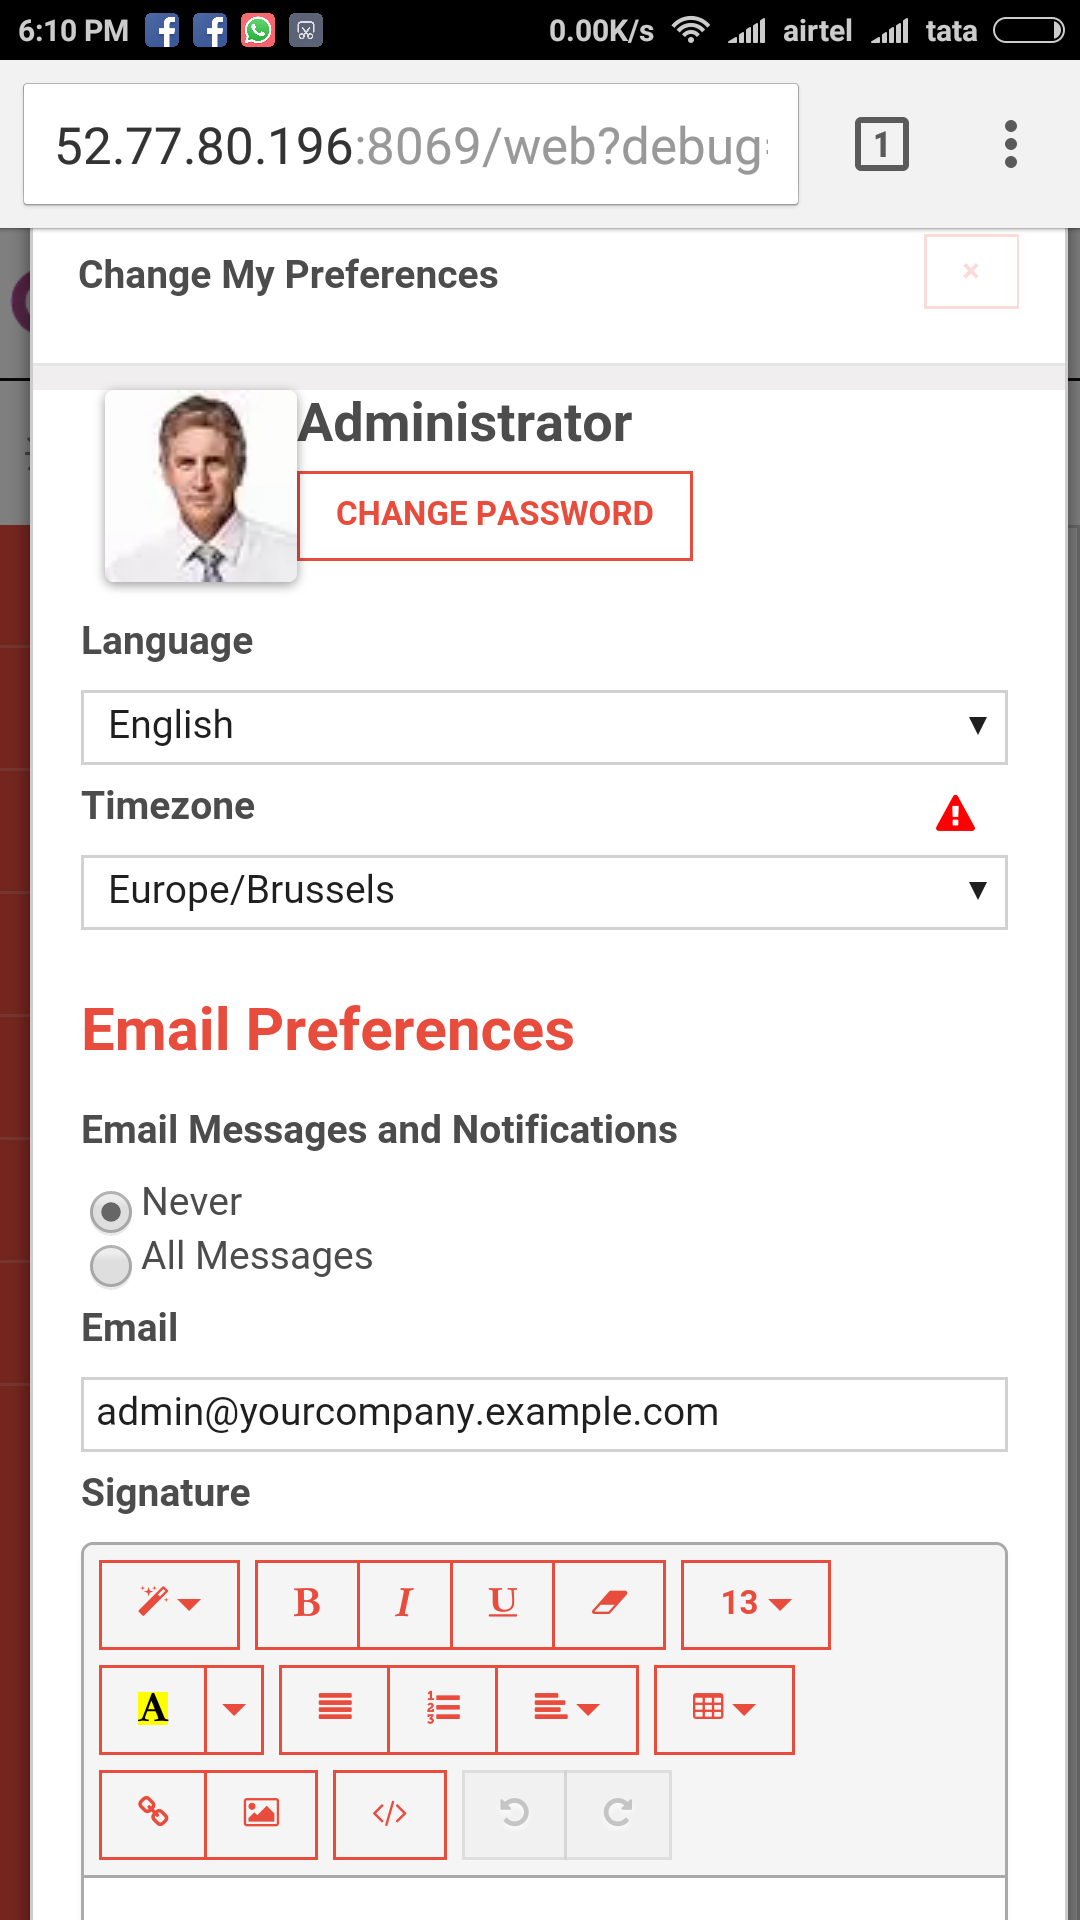 6:10 PM 0.00K/s airtel tata
52.77.80.196:8069/web?debug
1
Change My Preferences
×
Administrator
CHANGE PASSWORD
Language
English
Timezone
Europe/Brussels
Email Preferences
Email Messages and Notifications
Never
All Messages
Email
admin@yourcompany.example.com
Signature
B I U 13
A